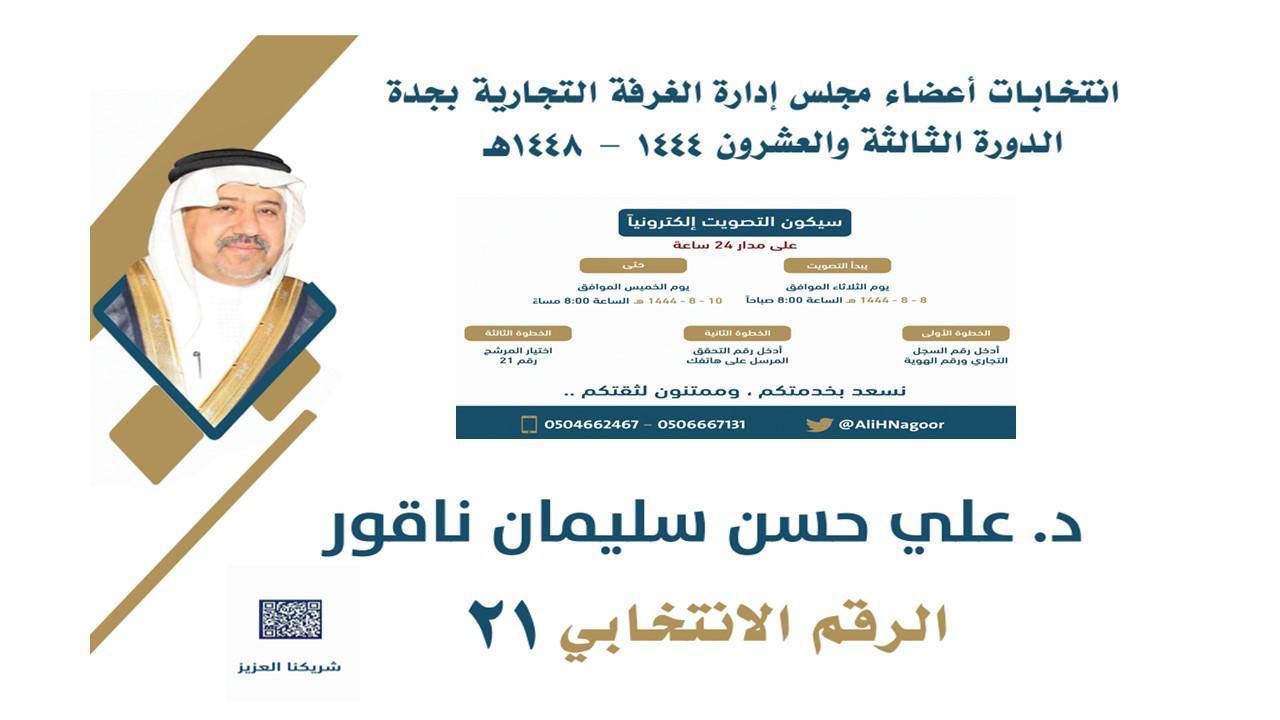 انتخابات أعضاء مجلس إدارة الغرفة التجارية بجدة
الدورة الثالثة والعشرون ١٤٤٤ – ١٤٤٨هـ
سيكون التصويت إلكترونياً
على مدار 24 ساعة
يبدأ التصويت
يوم الثلاثاء الموافق
8 - 8 - 1444 هـ الساعة 8:00 صباحاً
حتى
يوم الخميس الموافق
10 - 8 - 1444 هـ الساعة 8:00 مساءً
الخطوة الأولى
أدخل رقم السجل
التجاري ورقم الهوية
الخطوة الثانية
أدخل رقم التحقق
المرسل على هاتفك
الخطوة الثالثة
اختيار المرشح
رقم 21
نسعد بخدمتكم ، وممتنون لثقتكم ..
0504662467 – 0506667131
@AliHNagoor
د. علي حسن سليمان ناقور
الرقم الانتخابي ٢١
شريكنا العزيز